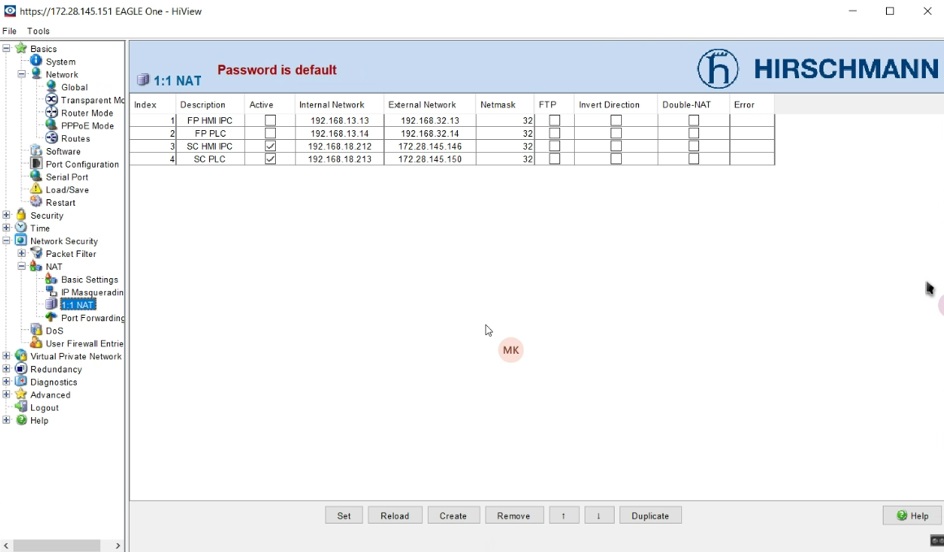 https://172.28.145.151 EAGLE One - HiView
File Tools
Basics
System
Network
Global
Transparent Mo
Router Mode
PPPoE Mode
Routes
Software
Port Configuration
Serial Port
Load/Save
Restart
Security
Time
Network Security
Packet Filter
NAT
Basic Settings
IP Masqueradin
1:1 NAT
Port Forwarding
DoS
User Firewall Entrie
Virtual Private Network
Redundancy
Diagnostics
Advanced
Logout
Help
1:1 NAT Password is default HIRSCHMANN
Index Description Active Internal Network External Network Netmask FTP Invert Direction Double-NAT Error
1 FP HMI IPC 192.168.13.13 192.168.32.13 32
2 FP PLC 192.168.13.14 192.168.32.14 32
3 SC HMI IPC 192.168.18.212 172.28.145.146 32
4 SC PLC 192.168.18.213 172.28.145.150 32
MK
Set Reload Create Remove ↑ ↓ Duplicate Help